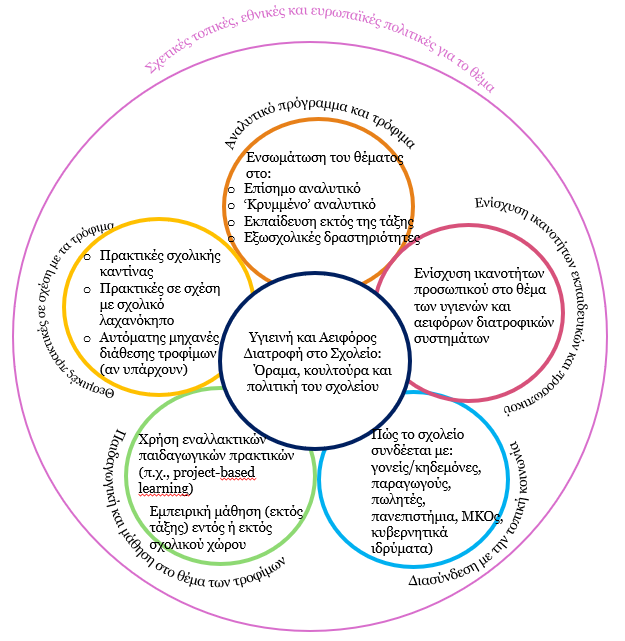 Σχετικές τοπικές, εθνικές και ευρωπαϊκές πολιτικές για το θέμα
Αναλυτικό πρόγραμμα και τρόφιμα
Ενσωμάτωση του θέματος
στο:
o Επίσημο αναλυτικό
o ‘Κρυμμένο’ αναλυτικό
o Εκπαίδευση εκτός της τάξης
o Εξωσχολικές δραστηριότητες
Ενίσχυση ικανοτήτων εκπαιδευτικών και προσωπικού
Ενίσχυση ικανοτήτων
προσωπικού στο θέμα
των υγιεινών και
αειφόρων διατροφικών
συστημάτων
Θεσμικές πρακτικές σε σχέση με τα τρόφιμα
o Πρακτικές σχολικής
καντίνας
o Πρακτικές σε σχέση
με σχολικό
λαχανόκηπο
o Αυτόματης μηχανές
διάθεσης τροφίμων
(αν υπάρχουν)
Υγιεινή και Αειφόρος
Διατροφή στο Σχολείο:
Όραμα, κουλτούρα και
πολιτική του σχολείου
Χρήση εναλλακτικών
παιδαγωγικών πρακτικών
(π.χ., project-based
learning)
Εμπειρική μάθηση (εκτός
τάξης) εντός ή εκτός
σχολικού χώρου
Παιδαγωγική και μάθηση στο θέμα των τροφίμων
Πώς το σχολείο
συνδέεται με:
γονείς/κηδεμόνες,
παραγωγούς,
πωλητές,
πανεπιστήμια, ΜΚΟς,
κυβερνητικά
ιδρύματα)
Διασύνδεση με την τοπική κοινωνία